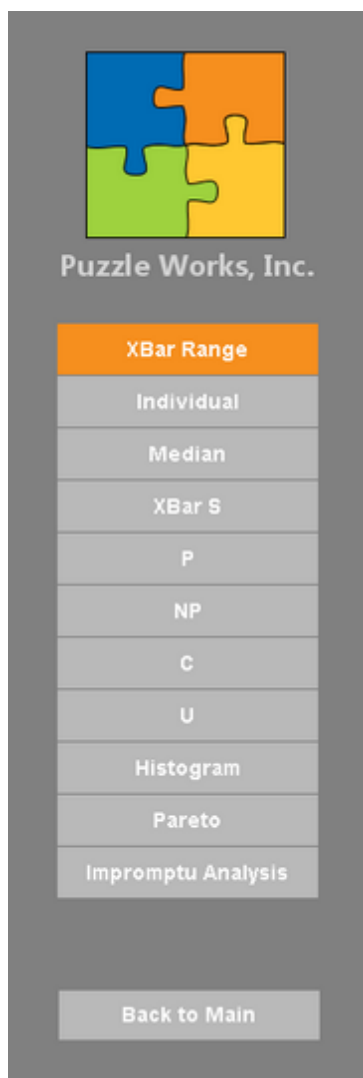 Puzzle Works, Inc.
XBar Range
Individual
Median
XBar S
P
NP
C
U
Histogram
Pareto
Impromptu Analysis
Back to Main